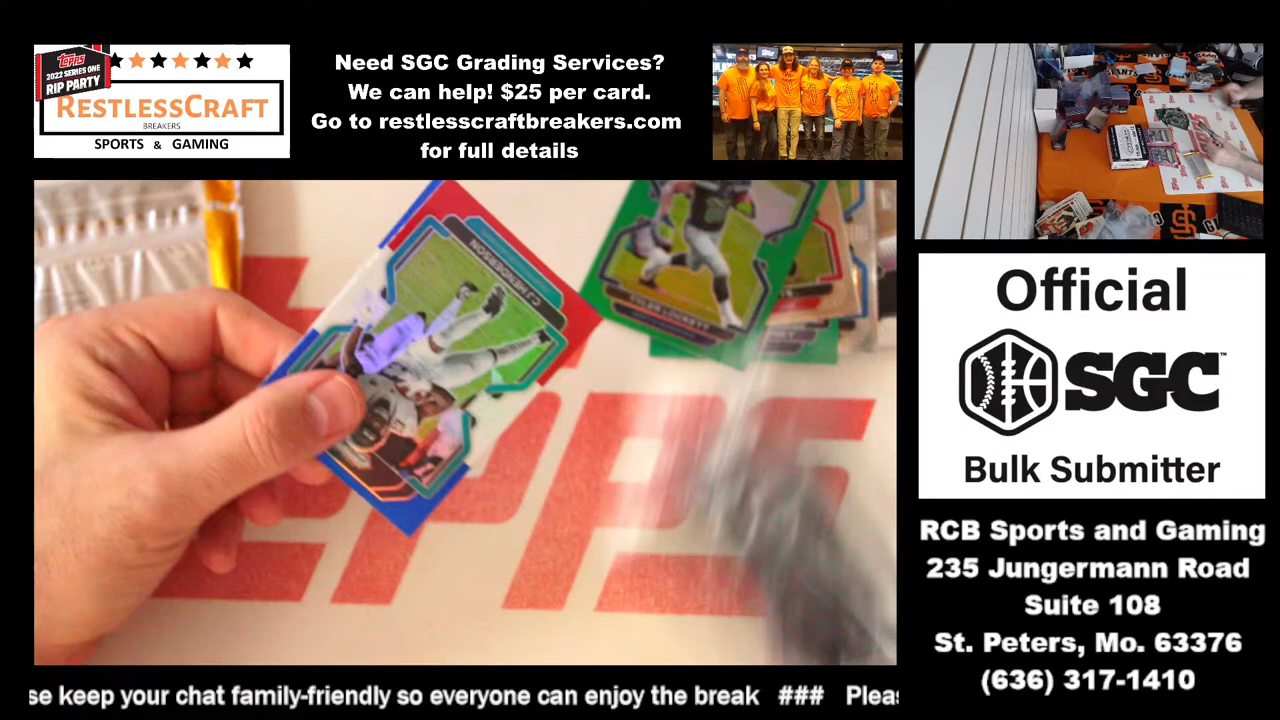 TOPPS
2022 SERIES ONE
RIP PARTY
RESTLESSCRAFT
BREAKERS
SPORTS & GAMING
Need SGC Grading Services?
We can help! $25 per card.
Go to restlesscraftbreakers.com
for full details
CJ HENDERSON
TOPPS
Official
SGC™
Bulk Submitter
RCB Sports and Gaming
235 Jungermann Road
Suite 108
St. Peters, Mo. 63376
(636) 317-1410
se keep your chat family-friendly so everyone can enjoy the break ### Pleas